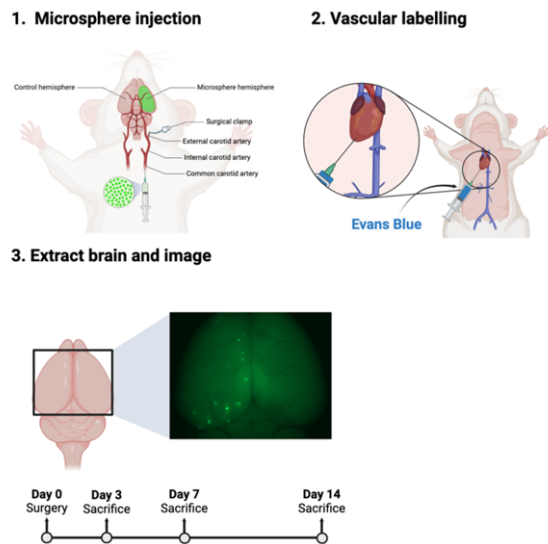 1. Microsphere injection
Control hemisphere
Microsphere hemisphere
Surgical clamp
External carotid artery
Internal carotid artery
Common carotid artery
2. Vascular labelling
Evans Blue
3. Extract brain and image
Day 0
Surgery
Day 3
Sacrifice
Day 7
Sacrifice
Day 14
Sacrifice